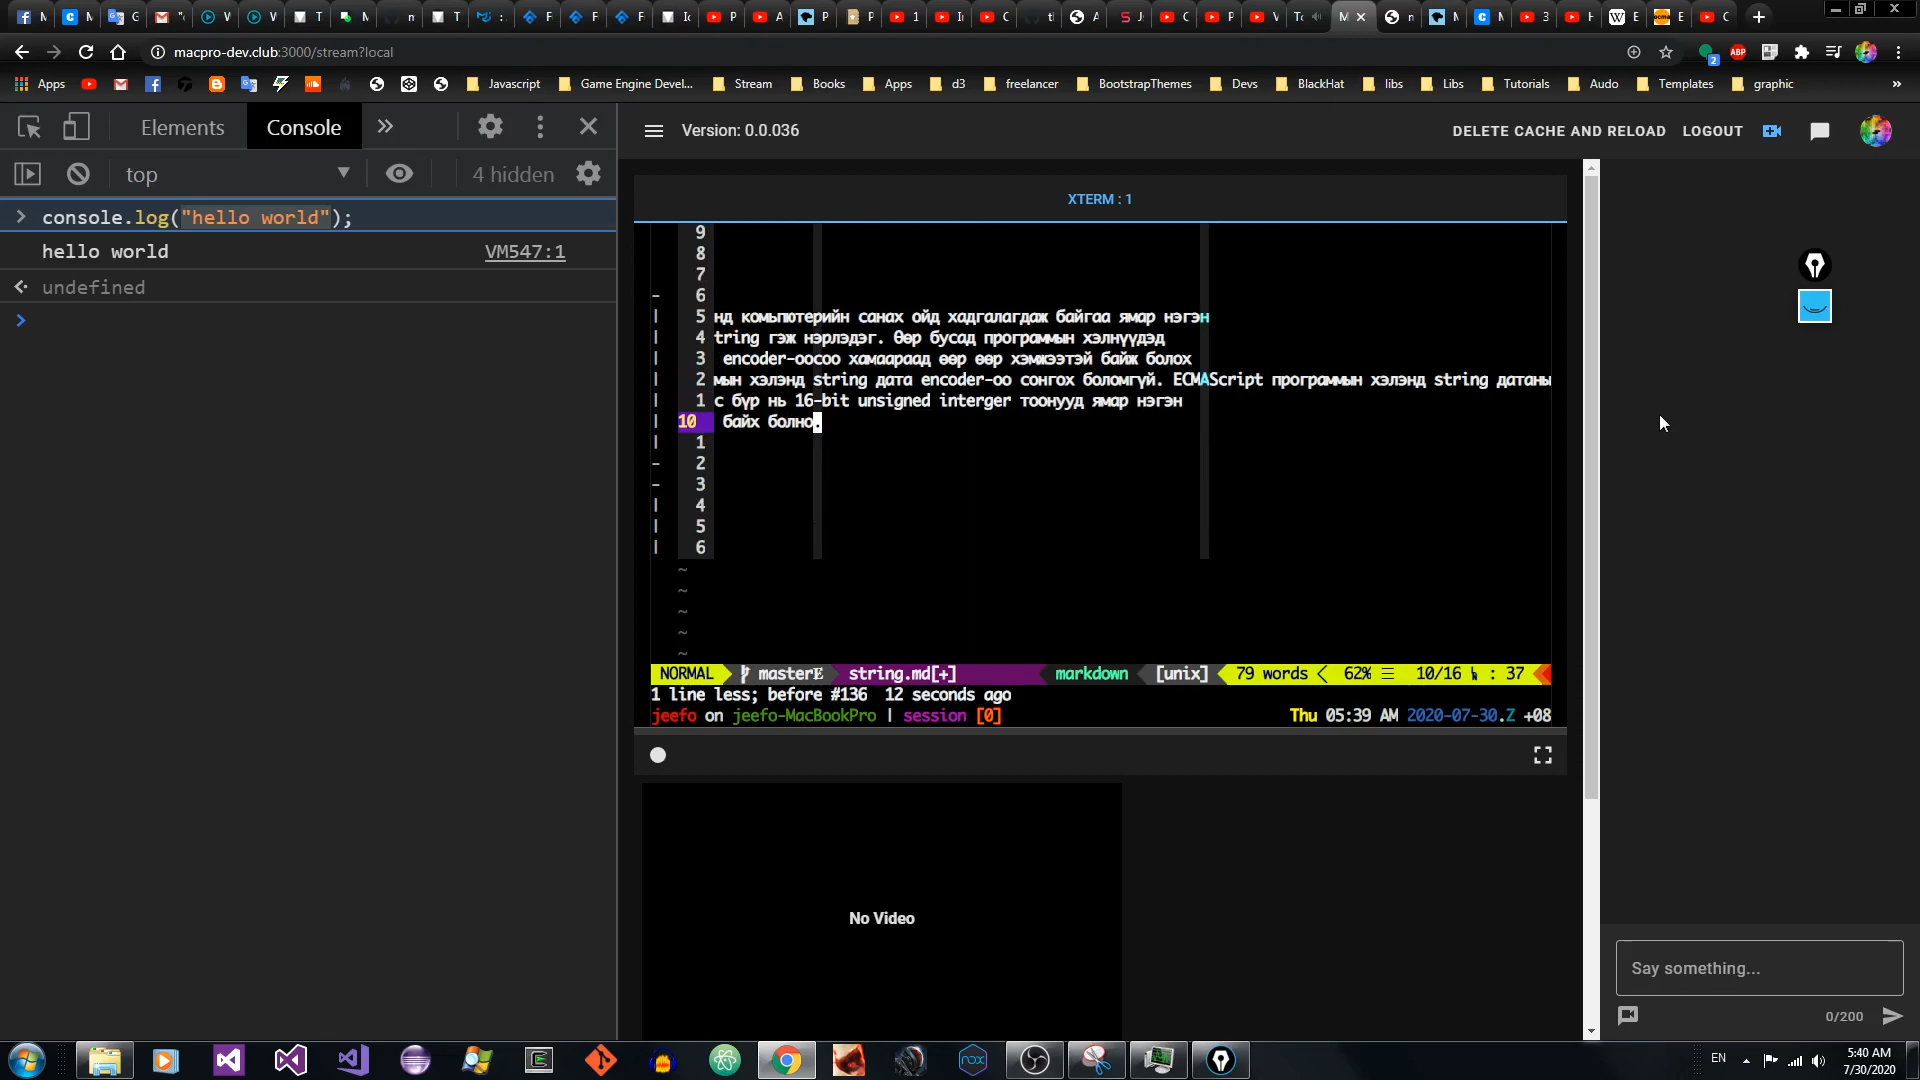 macpro-dev.club:3000/stream?local
Apps
Javascript
Game Engine Devel...
Stream
Books
Apps
d3
freelancer
BootstrapThemes
Devs
BlackHat
libs
Libs
Tutorials
Audo
Templates
graphic
»
Elements
Console
»
Version: 0.0.036
DELETE CACHE AND RELOAD
LOGOUT
top
4 hidden
console.log("hello world");
hello world
VM547:1
undefined
XTERM : 1
9
8
7
- 6
| 5 нд компьютерийн санах ойд хадгалагдаж байгаа ямар нэгэн
| 4 tring гэж нэрлэдэг. Өөр бусад программын хэлнүүдэд
| 3 encoder-оосоо хамаараад өөр өөр хэмжээтэй байж болох
| 2 мын хэлэнд string дата encoder-оо сонгох боломгүй. ECMAScript программын хэлэнд string датаны
| 1 с бүр нь 16-bit unsigned interger тоонууд ямар нэгэн
| 10 байх болно.
| 1
- 2
- 3
| 4
| 5
| 6
~
~
~
~
~
NORMAL master string.md[+] markdown [unix] 79 words 62% 10/16 : 37
1 line less; before #136 12 seconds ago
jeefo on jeefo-MacBookPro | session [0] Thu 05:39 AM 2020-07-30.Z +08
No Video
Say something...
0/200
EN
5:40 AM
7/30/2020